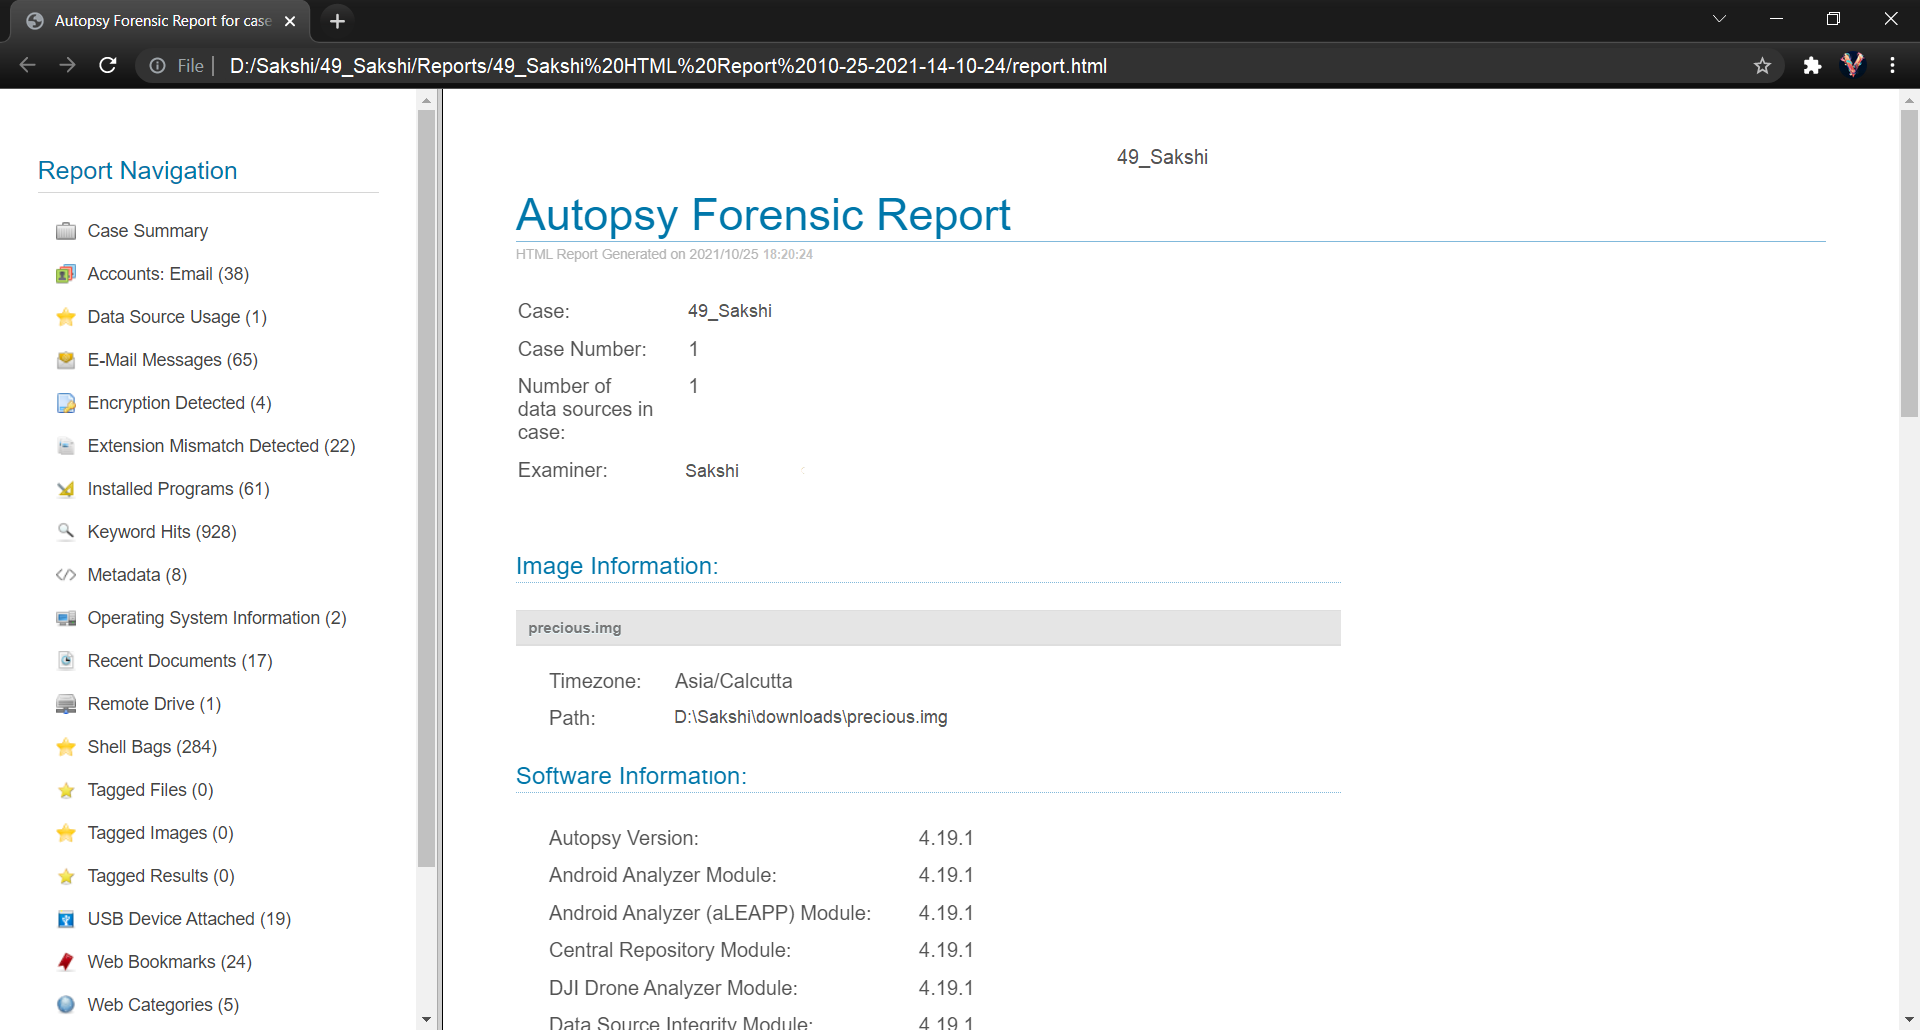 Autopsy Forensic Report for case
File | D:/Sakshi/49_Sakshi/Reports/49_Sakshi%20HTML%20Report%2010-25-2021-14-10-24/report.html
Report Navigation
Case Summary
Accounts: Email (38)
Data Source Usage (1)
E-Mail Messages (65)
Encryption Detected (4)
Extension Mismatch Detected (22)
Installed Programs (61)
Keyword Hits (928)
Metadata (8)
Operating System Information (2)
Recent Documents (17)
Remote Drive (1)
Shell Bags (284)
Tagged Files (0)
Tagged Images (0)
Tagged Results (0)
USB Device Attached (19)
Web Bookmarks (24)
Web Categories (5)
49_Sakshi
Autopsy Forensic Report
HTML Report Generated on 2021/10/25 18:20:24
Case: 49_Sakshi
Case Number: 1
Number of 1
data sources in
case:
Examiner: Sakshi
Image Information:
precious.img
Timezone: Asia/Calcutta
Path: D:\Sakshi\downloads\precious.img
Software Information:
Autopsy Version: 4.19.1
Android Analyzer Module: 4.19.1
Android Analyzer (aLEAPP) Module: 4.19.1
Central Repository Module: 4.19.1
DJI Drone Analyzer Module: 4.19.1
Data Source Integrity Module: 4.19.1